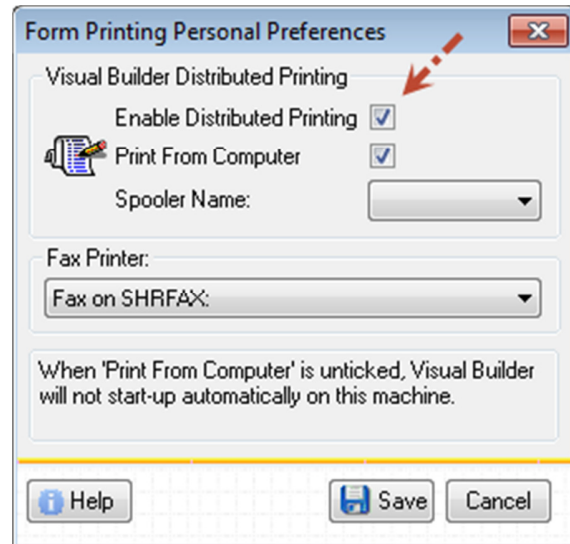 Form Printing Personal Preferences
Visual Builder Distributed Printing
Enable Distributed Printing
Print From Computer
Spooler Name:
Fax Printer:
Fax on SHRFAX:
When 'Print From Computer' is unticked, Visual Builder
will not start-up automatically on this machine.
Help
Save
Cancel